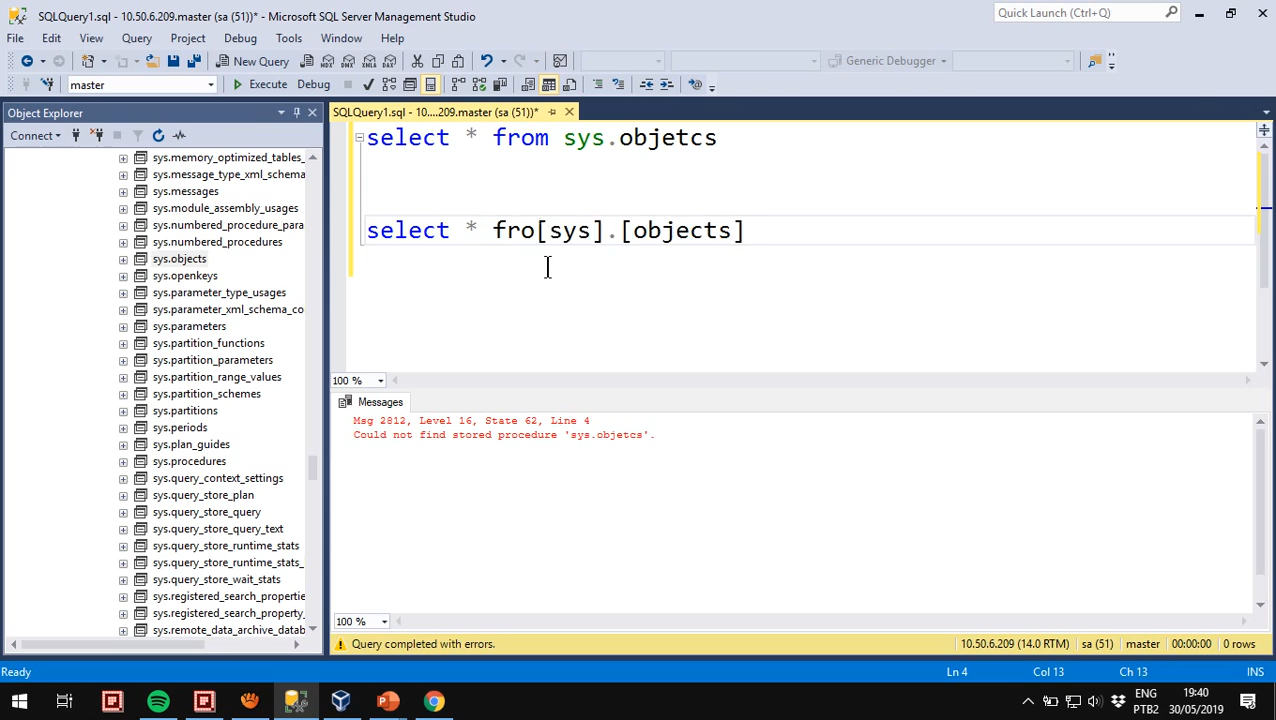 SQLQuery1.sql - 10.50.6.209.master (sa (51))* - Microsoft SQL Server Management Studio
Quick Launch (Ctrl+Q)
File Edit View Query Project Debug Tools Window Help
New Query
MDX DMX XMLA DAX
Generic Debugger
master
Execute Debug
Object Explorer
SQLQuery1.sql - 10....209.master (sa (51))*
Connect
sys.memory_optimized_tables_
sys.message_type_xml_schema
sys.messages
sys.module_assembly_usages
sys.numbered_procedure_para
sys.numbered_procedures
sys.objects
sys.openkeys
sys.parameter_type_usages
sys.parameter_xml_schema_co
sys.parameters
sys.partition_functions
sys.partition_parameters
sys.partition_range_values
sys.partition_schemes
sys.partitions
sys.periods
sys.plan_guides
sys.procedures
sys.query_context_settings
sys.query_store_plan
sys.query_store_query
sys.query_store_query_text
sys.query_store_runtime_stats
sys.query_store_runtime_stats_
sys.query_store_wait_stats
sys.registered_search_propertie
sys.registered_search_property_
sys.remote_data_archive_datab
select * from sys.objetcs
select * fro[sys].[objects]
100 %
Messages
Msg 2812, Level 16, State 62, Line 4
Could not find stored procedure 'sys.objetcs'.
100 %
Query completed with errors.
10.50.6.209 (14.0 RTM) sa (51) master 00:00:00 0 rows
Ready
Ln 4 Col 13 Ch 13 INS
ENG
PTB2
19:40
30/05/2019